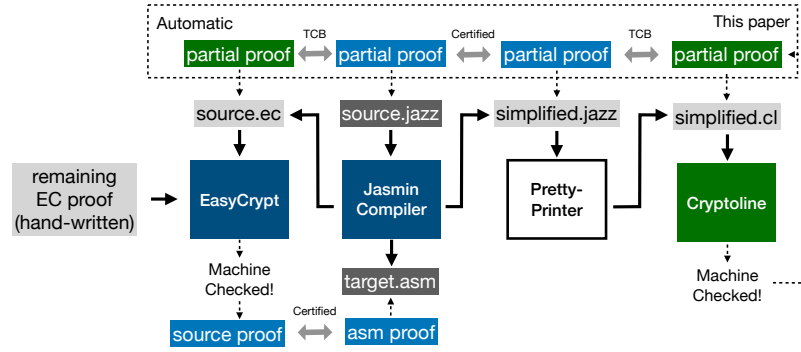 Automatic
This paper
TCB
Certified
TCB
partial proof
partial proof
partial proof
partial proof
source.ec
source.jazz
simplified.jazz
simplified.cl
remaining
EC proof
(hand-written)
EasyCrypt
Jasmin
Compiler
Pretty-
Printer
Cryptoline
Machine
Checked!
target.asm
Machine
Checked!
Certified
source proof
asm proof